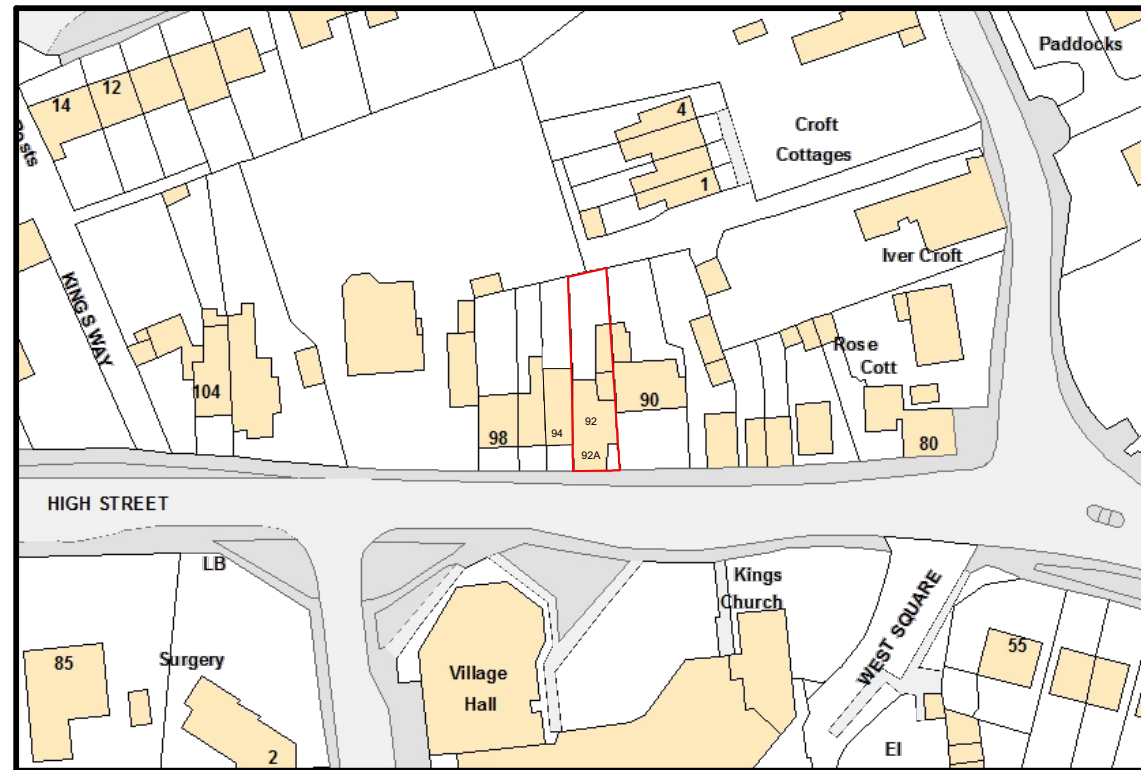 14
12
4
Paddocks
Croft
Cottages
1
Iver Croft
KINGS WAY
Rose
Cott
104
98
94
92
92A
90
80
HIGH STREET
LB
Kings
Church
WEST SQUARE
85
Surgery
Village
Hall
55
2
El